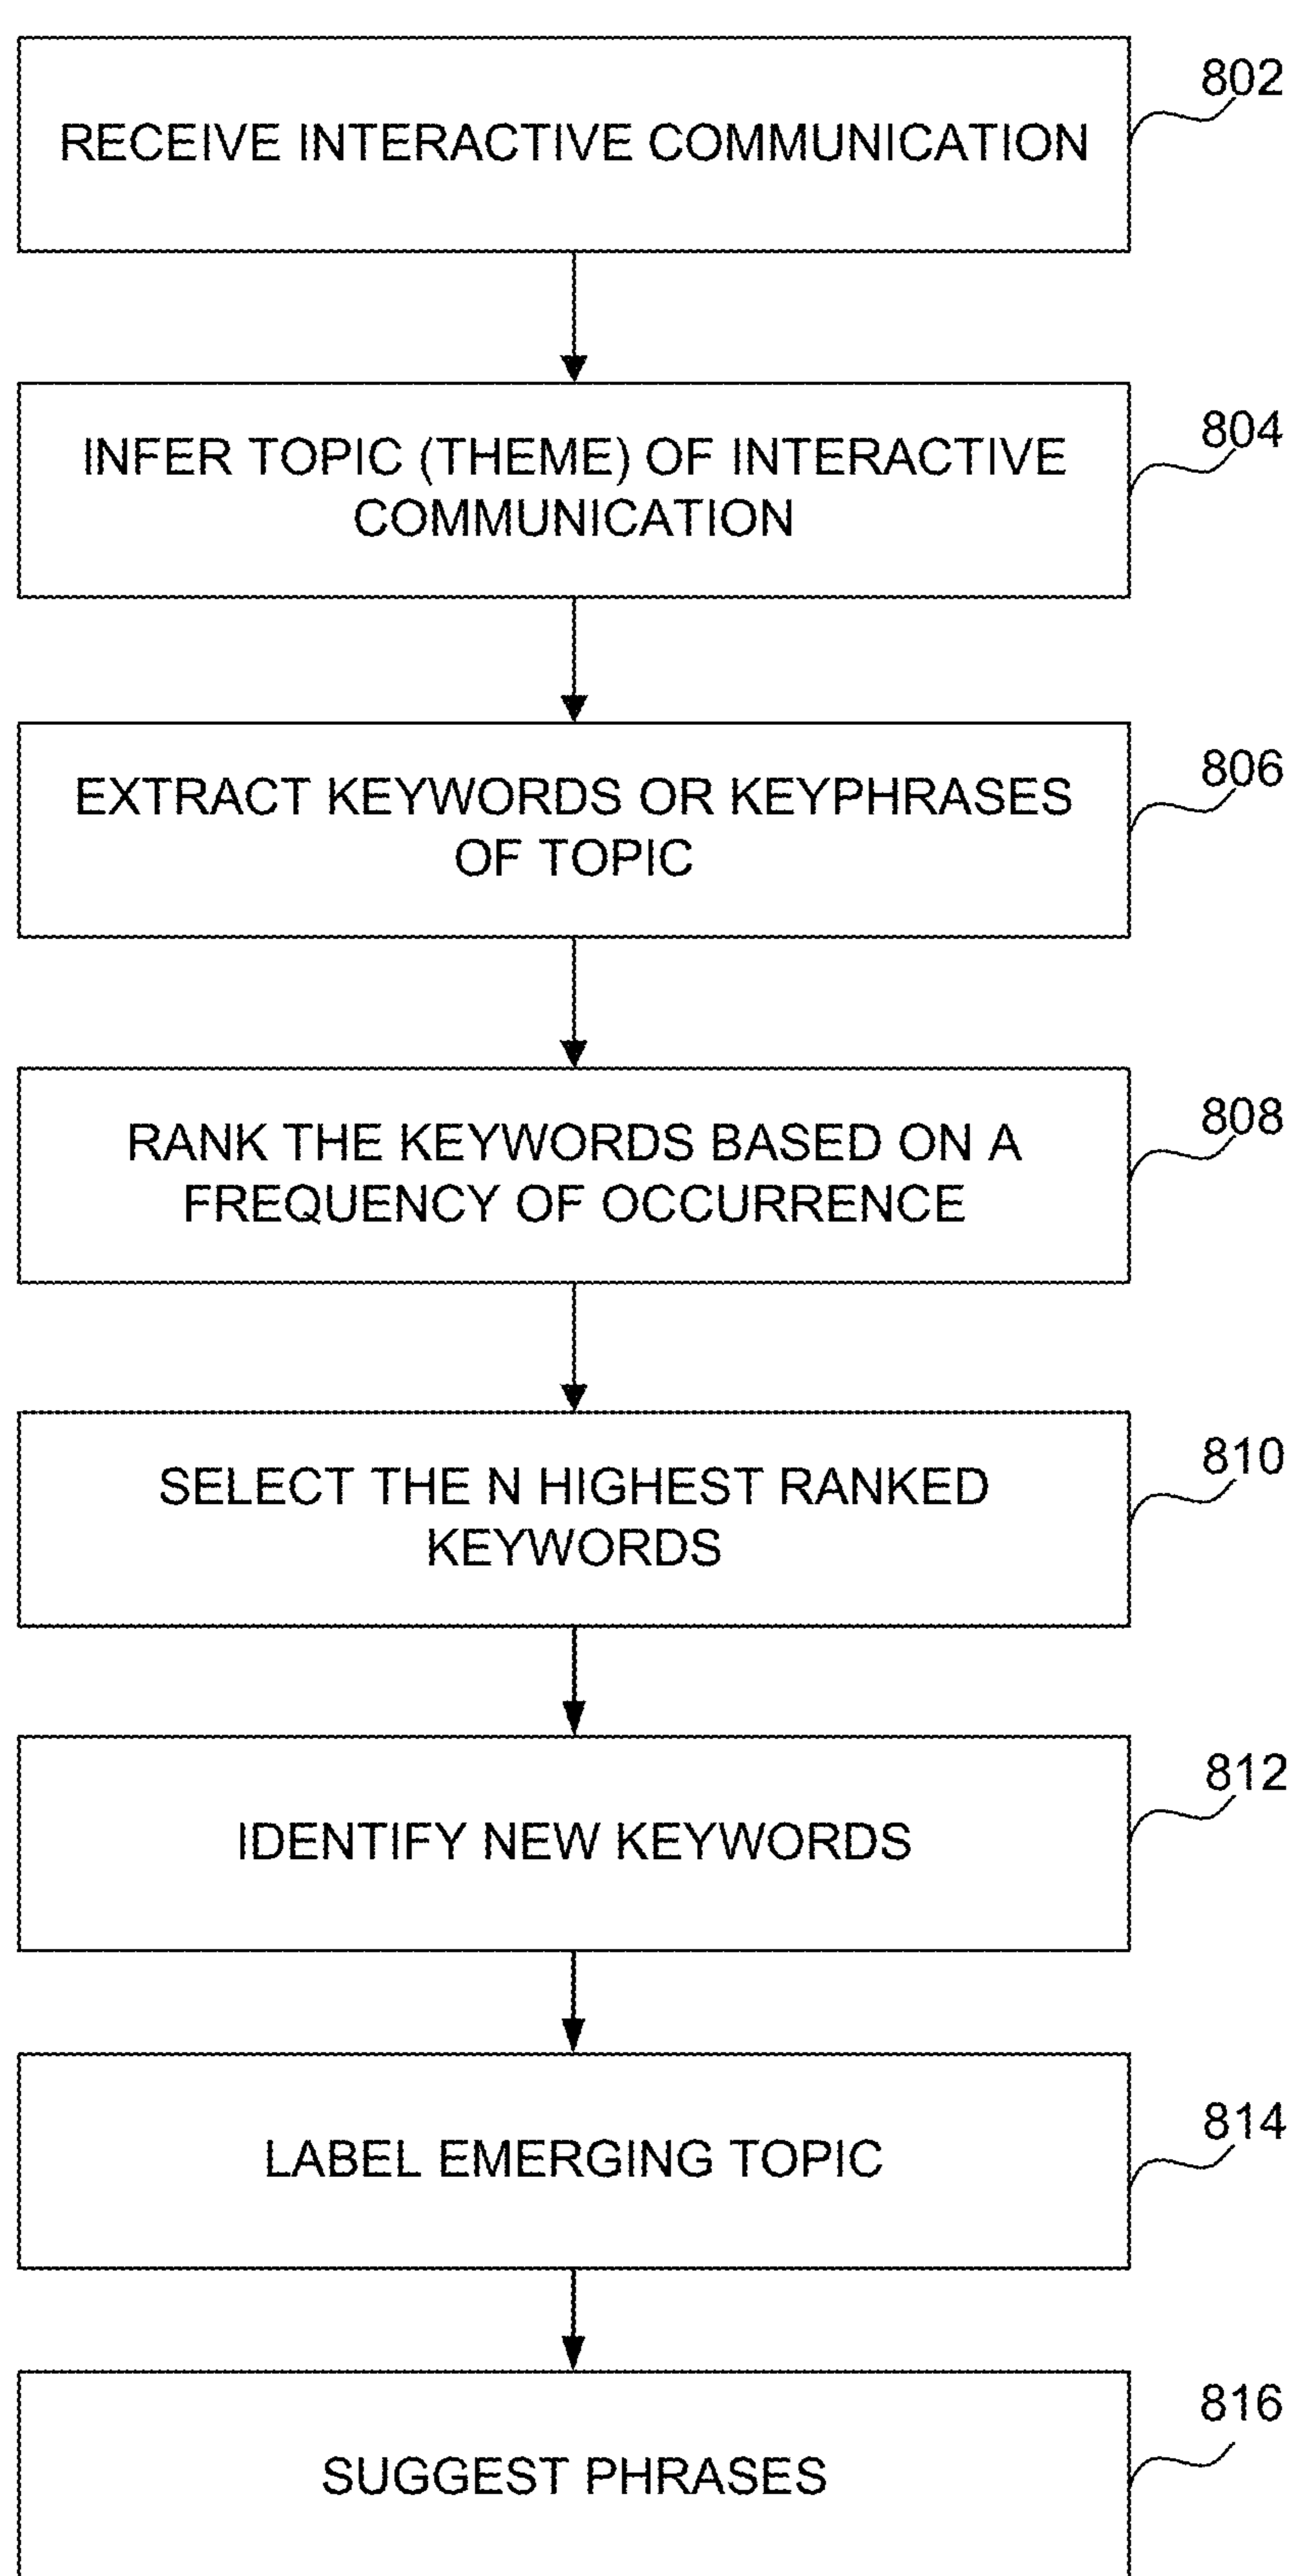 802
RECEIVE INTERACTIVE COMMUNICATION
804
INFER TOPIC (THEME) OF INTERACTIVE
COMMUNICATION
806
EXTRACT KEYWORDS OR KEYPHRASES
OF TOPIC
808
RANK THE KEYWORDS BASED ON A
FREQUENCY OF OCCURRENCE
810
SELECT THE N HIGHEST RANKED
KEYWORDS
812
IDENTIFY NEW KEYWORDS
814
LABEL EMERGING TOPIC
816
SUGGEST PHRASES